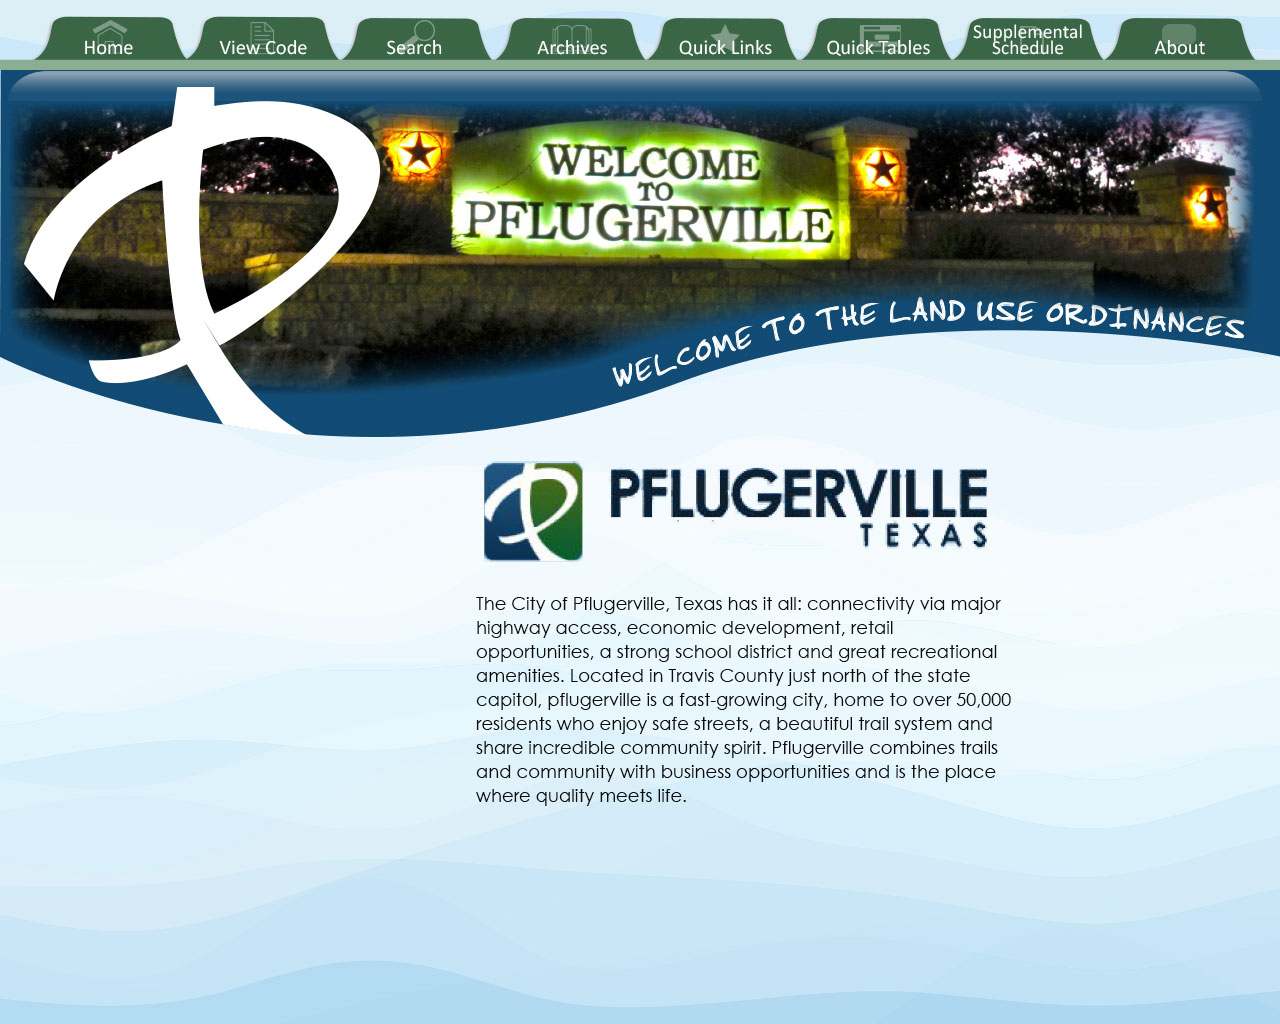 Home
View Code
Search
Archives
Quick Links
Quick Tables
Supplemental
Schedule
About
WELCOME
TO
PFLUGERVILLE
WELCOME TO THE LAND USE ORDINANCES
PFLUGERVILLE
TEXAS
The City of Pflugerville, Texas has it all: connectivity via major
highway access, economic development, retail
opportunities, a strong school district and great recreational
amenities. Located in Travis County just north of the state
capitol, pflugerville is a fast-growing city, home to over 50,000
residents who enjoy safe streets, a beautiful trail system and
share incredible community spirit. Pflugerville combines trails
and community with business opportunities and is the place
where quality meets life.